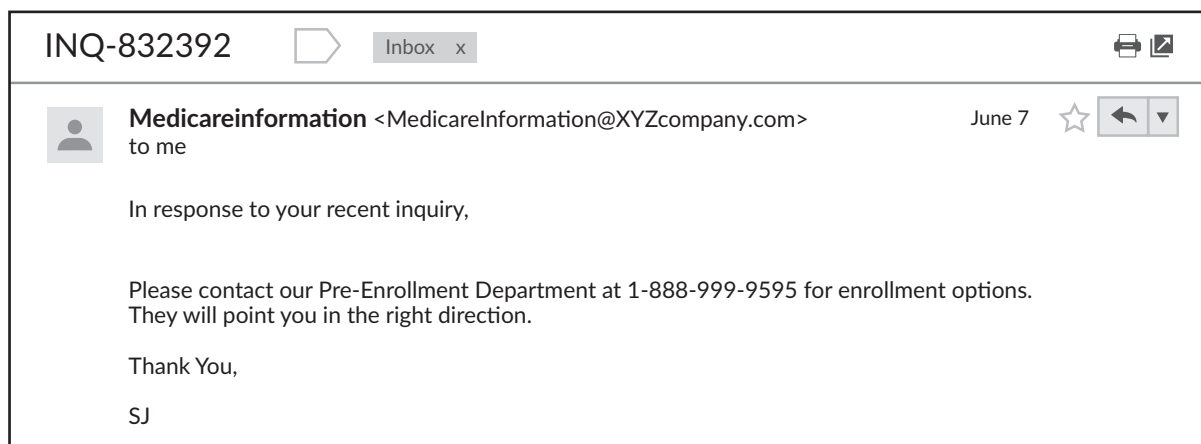 INQ-832392
Inbox x
Medicareinformation <MedicareInformation@XYZcompany.com>
June 7
to me
In response to your recent inquiry,
Please contact our Pre-Enrollment Department at 1-888-999-9595 for enrollment options.
They will point you in the right direction.
Thank You,
SJ